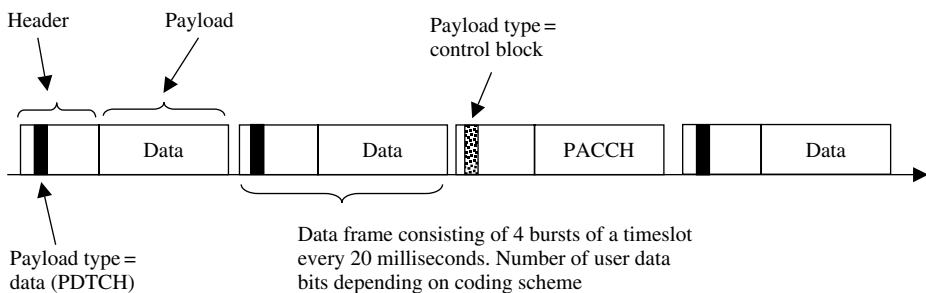 Header
Payload
Payload type =
control block
Data
Data
PACCH
Data
Payload type =
data (PDTCH)
Data frame consisting of 4 bursts of a timeslot
every 20 milliseconds. Number of user data
bits depending on coding scheme